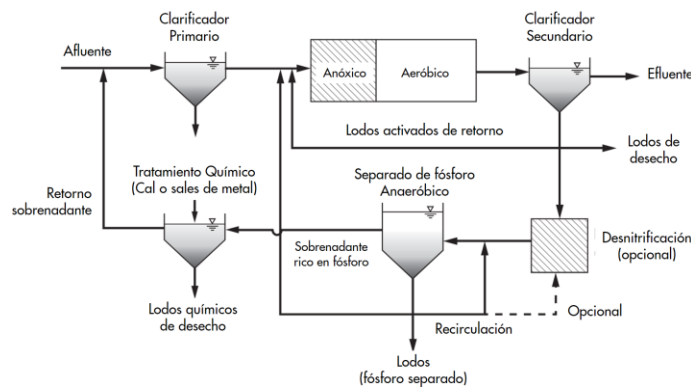 Clarificador
Primario
Clarificador
Secundario
Afluente
Anóxico
Aeróbico
Efluente
Lodos activados de retorno
Lodos de
desecho
Tratamiento Químico
(Cal o sales de metal)
Separado de fósforo
Anaeróbico
Retorno
sobrenadante
Sobrenadante
rico en fósforo
Desnitrificación
(opcional)
Lodos químicos
de desecho
Opcional
Recirculación
Lodos
(fósforo separado)